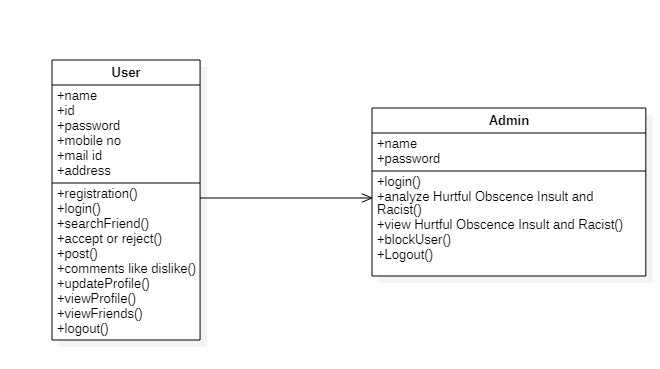 User
+name
+id
+password
+mobile no
+mail id
+address
+registration()
+login()
+searchFriend()
+accept or reject()
+post()
+comments like dislike()
+updateProfile()
+viewProfile()
+viewFriends()
+logout()
Admin
+name
+password
+login()
+analyze Hurtful Obscence Insult and
Racist()
+view Hurtful Obscence Insult and Racist()
+blockUser()
+Logout()